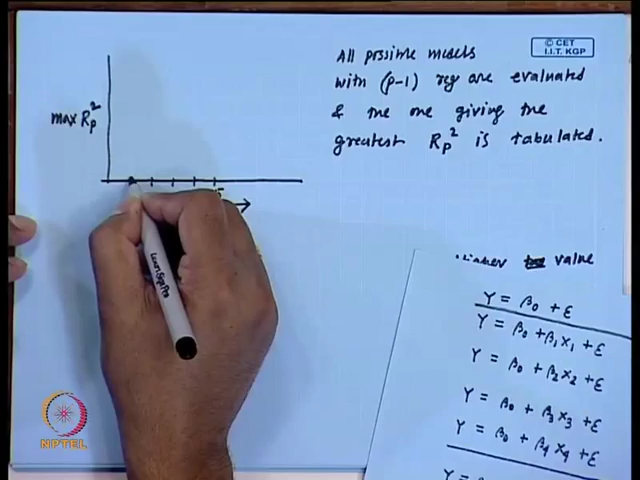 All possible models
with (p-1) reg are evaluated
& the one giving the
greatest Rp² is tabulated.
© CET
I.I.T. KGP
max Rp²
5
value
Y = β₀ + ε
Y = β₀ + β₁x₁ + ε
Y = β₀ + β₂x₂ + ε
Y = β₀ + β₃x₃ + ε
Y = β₀ + β₄x₄ + ε
NPTEL